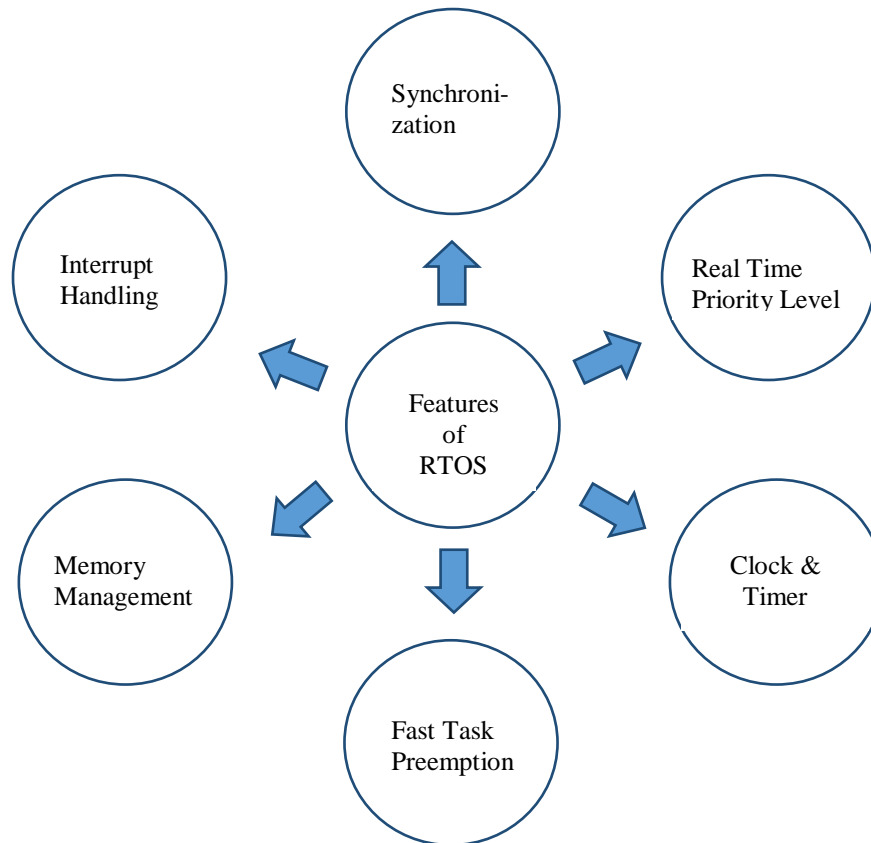 Synchroni-
zation
Interrupt
Handling
Real Time
Priority Level
Features
of
RTOS
Memory
Management
Clock &
Timer
Fast Task
Preemption